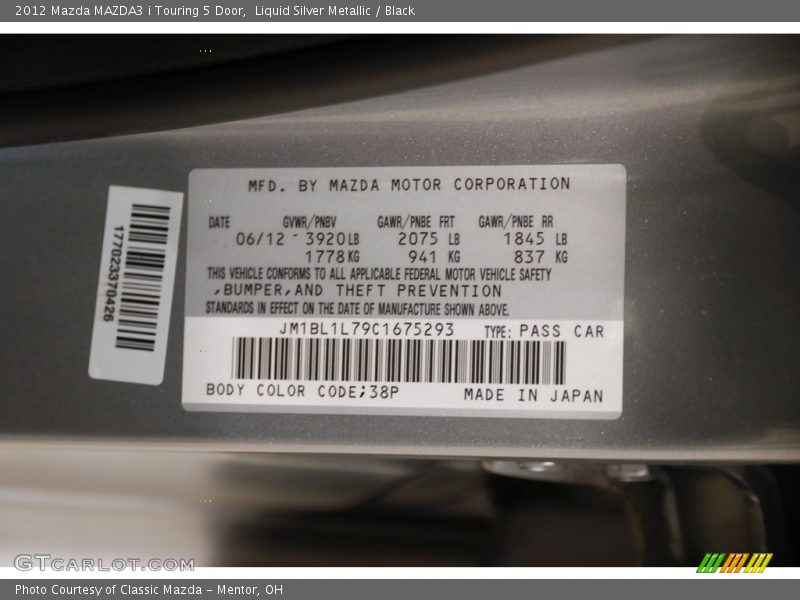 2012 Mazda MAZDA3 i Touring 5 Door,  Liquid Silver Metallic / Black
MFD. BY MAZDA MOTOR CORPORATION
DATE GVWR/PNBV GAWR/PNBE FRT GAWR/PNBE RR
06/12 - 3920LB 2075 LB 1845 LB
1778KG 941 KG 837 KG
THIS VEHICLE CONFORMS TO ALL APPLICABLE FEDERAL MOTOR VEHICLE SAFETY
,BUMPER,AND THEFT PREVENTION
STANDARDS IN EFFECT ON THE DATE OF MANUFACTURE SHOWN ABOVE.
JM1BL1L79C1675293 TYPE: PASS CAR
BODY COLOR CODE;38P MADE IN JAPAN
177023970426
GTCARLOT.COM
Photo Courtesy of Classic Mazda - Mentor, OH